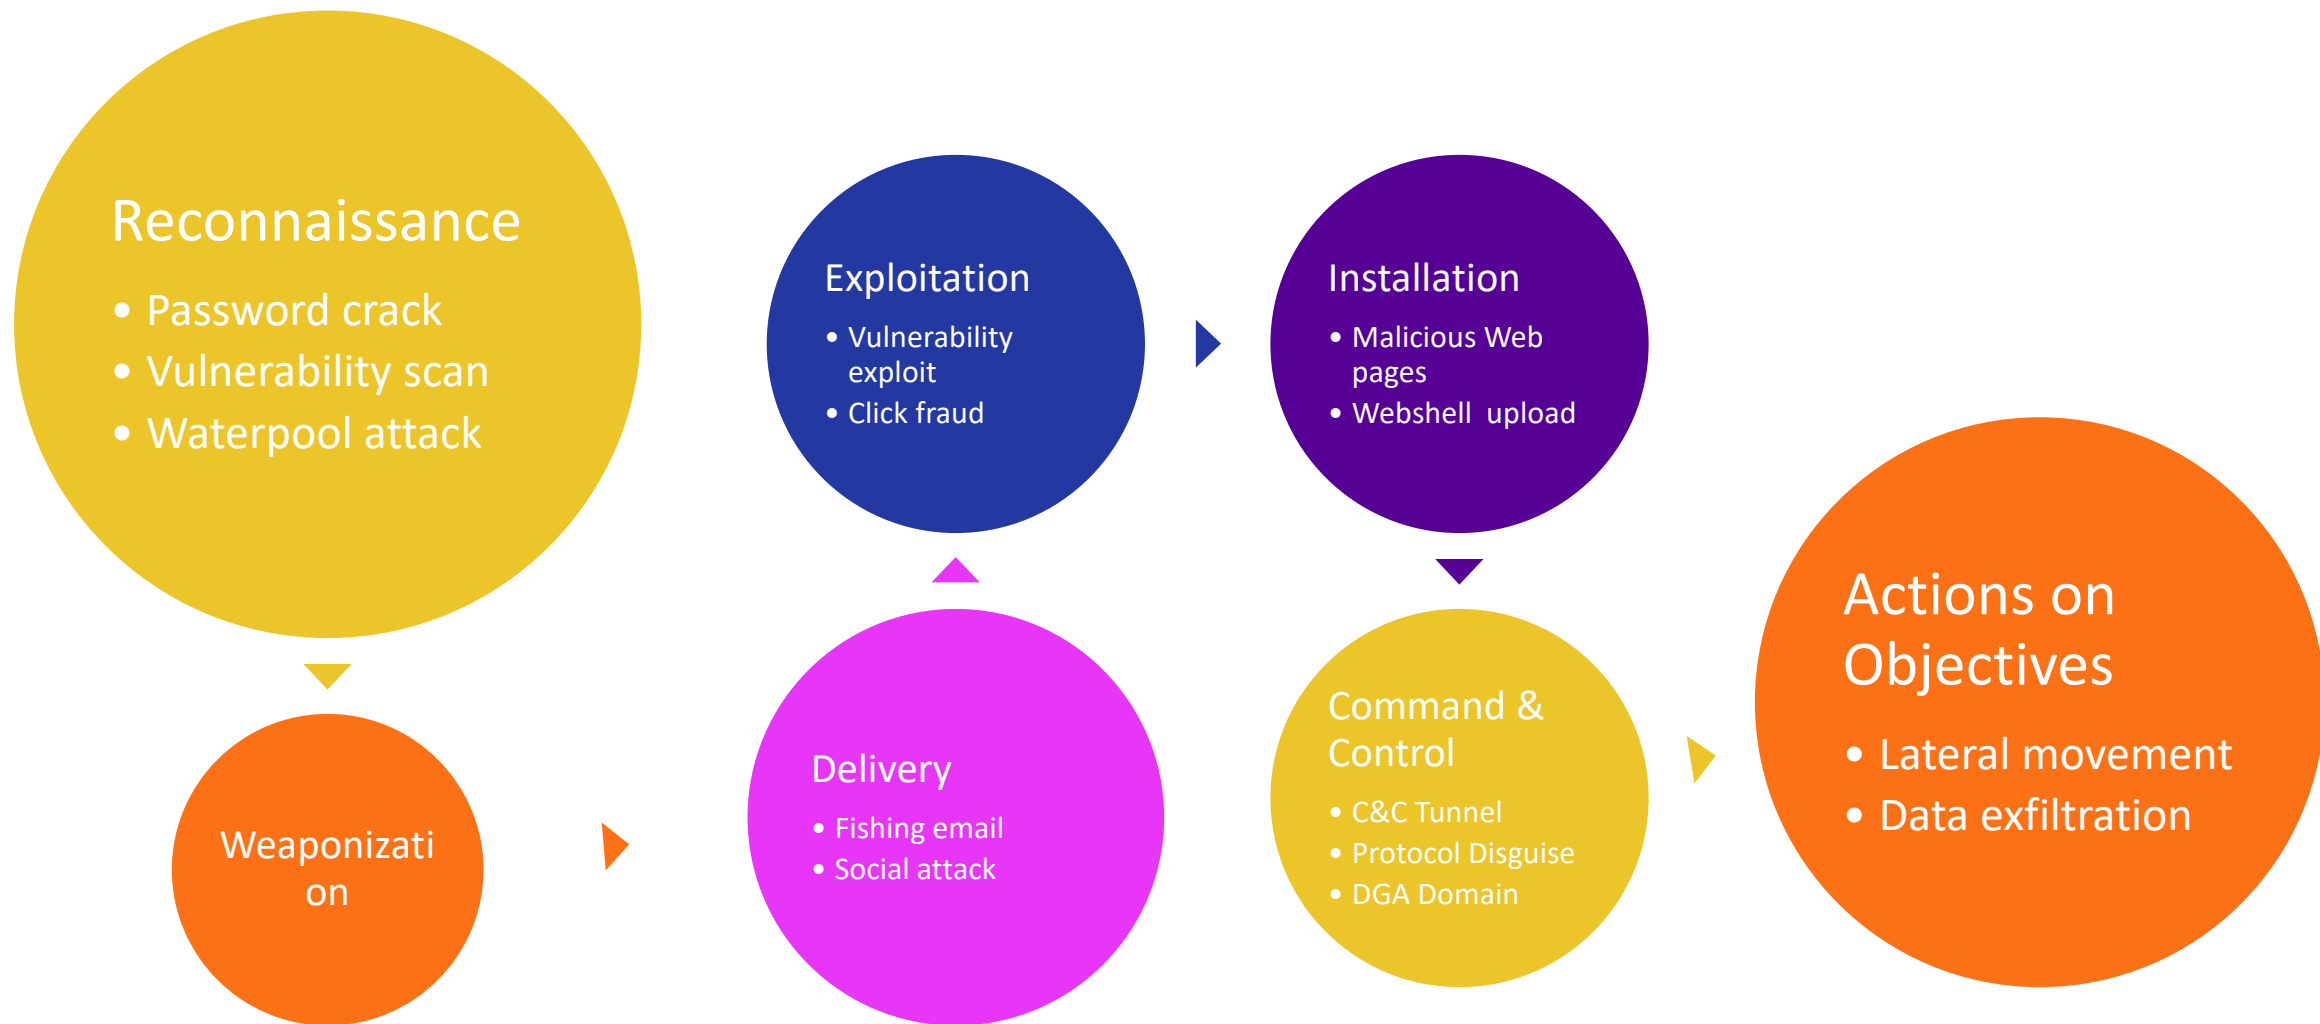 Reconnaissance
• Password crack
• Vulnerability scan
• Waterpool attack
Weaponizati
on
Delivery
• Fishing email
• Social attack
Exploitation
• Vulnerability
exploit
• Click fraud
Installation
• Malicious Web
pages
• Webshell  upload
Command &
Control
• C&C Tunnel
• Protocol Disguise
• DGA Domain
Actions on
Objectives
• Lateral movement
• Data exfiltration